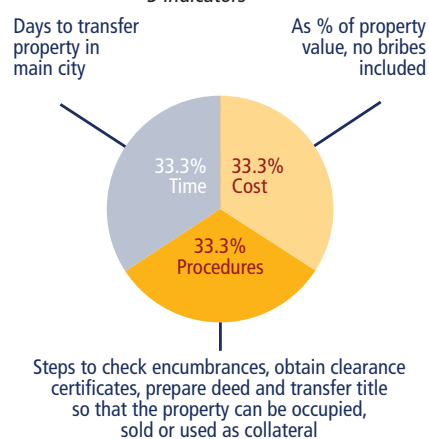 3 indicators
Days to transfer
property in
main city
As % of property
value, no bribes
included
33.3%
Time
33.3%
Cost
33.3%
Procedures
Steps to check encumbrances, obtain clearance
certificates, prepare deed and transfer title
so that the property can be occupied,
sold or used as collateral